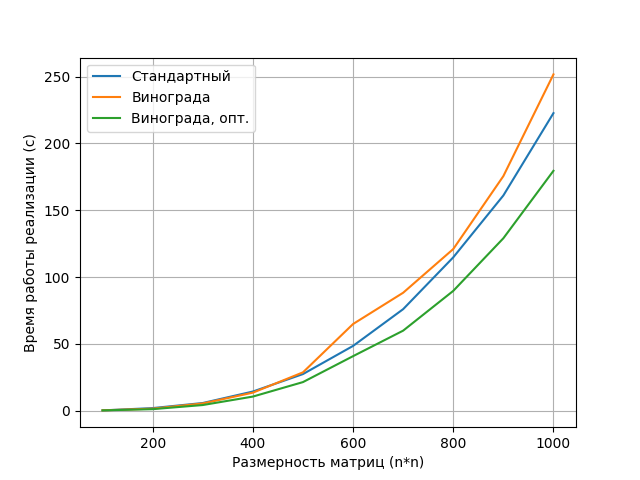 Стандартный
Винограда
Винограда, опт.
250
200
150
100
50
0
200 400 600 800 1000
Время работы реализации (с)
Размерность матриц (n*n)